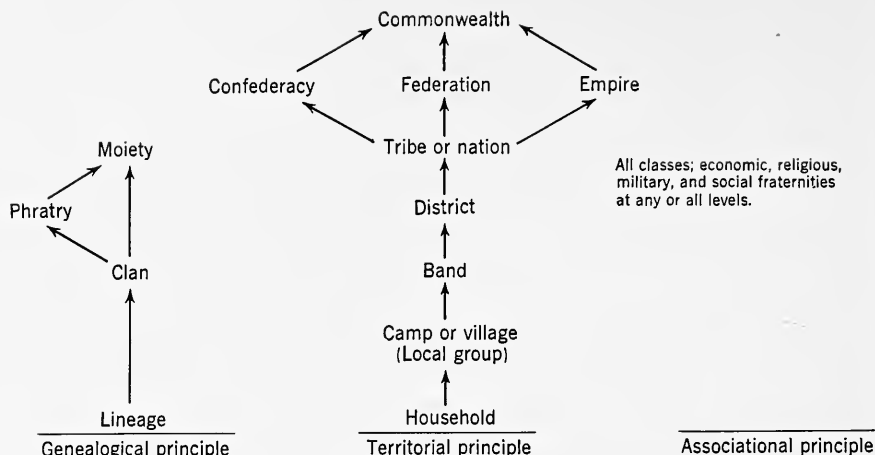 Commonwealth
Confederacy
Federation
Empire
Moiety
Tribe or nation
All classes; economic, religious,
military, and social fraternities
at any or all levels.
Phratry
District
Clan
Band
Camp or village
(Local group)
Lineage
Household
Genealogical principle
Territorial principle
Associational principle